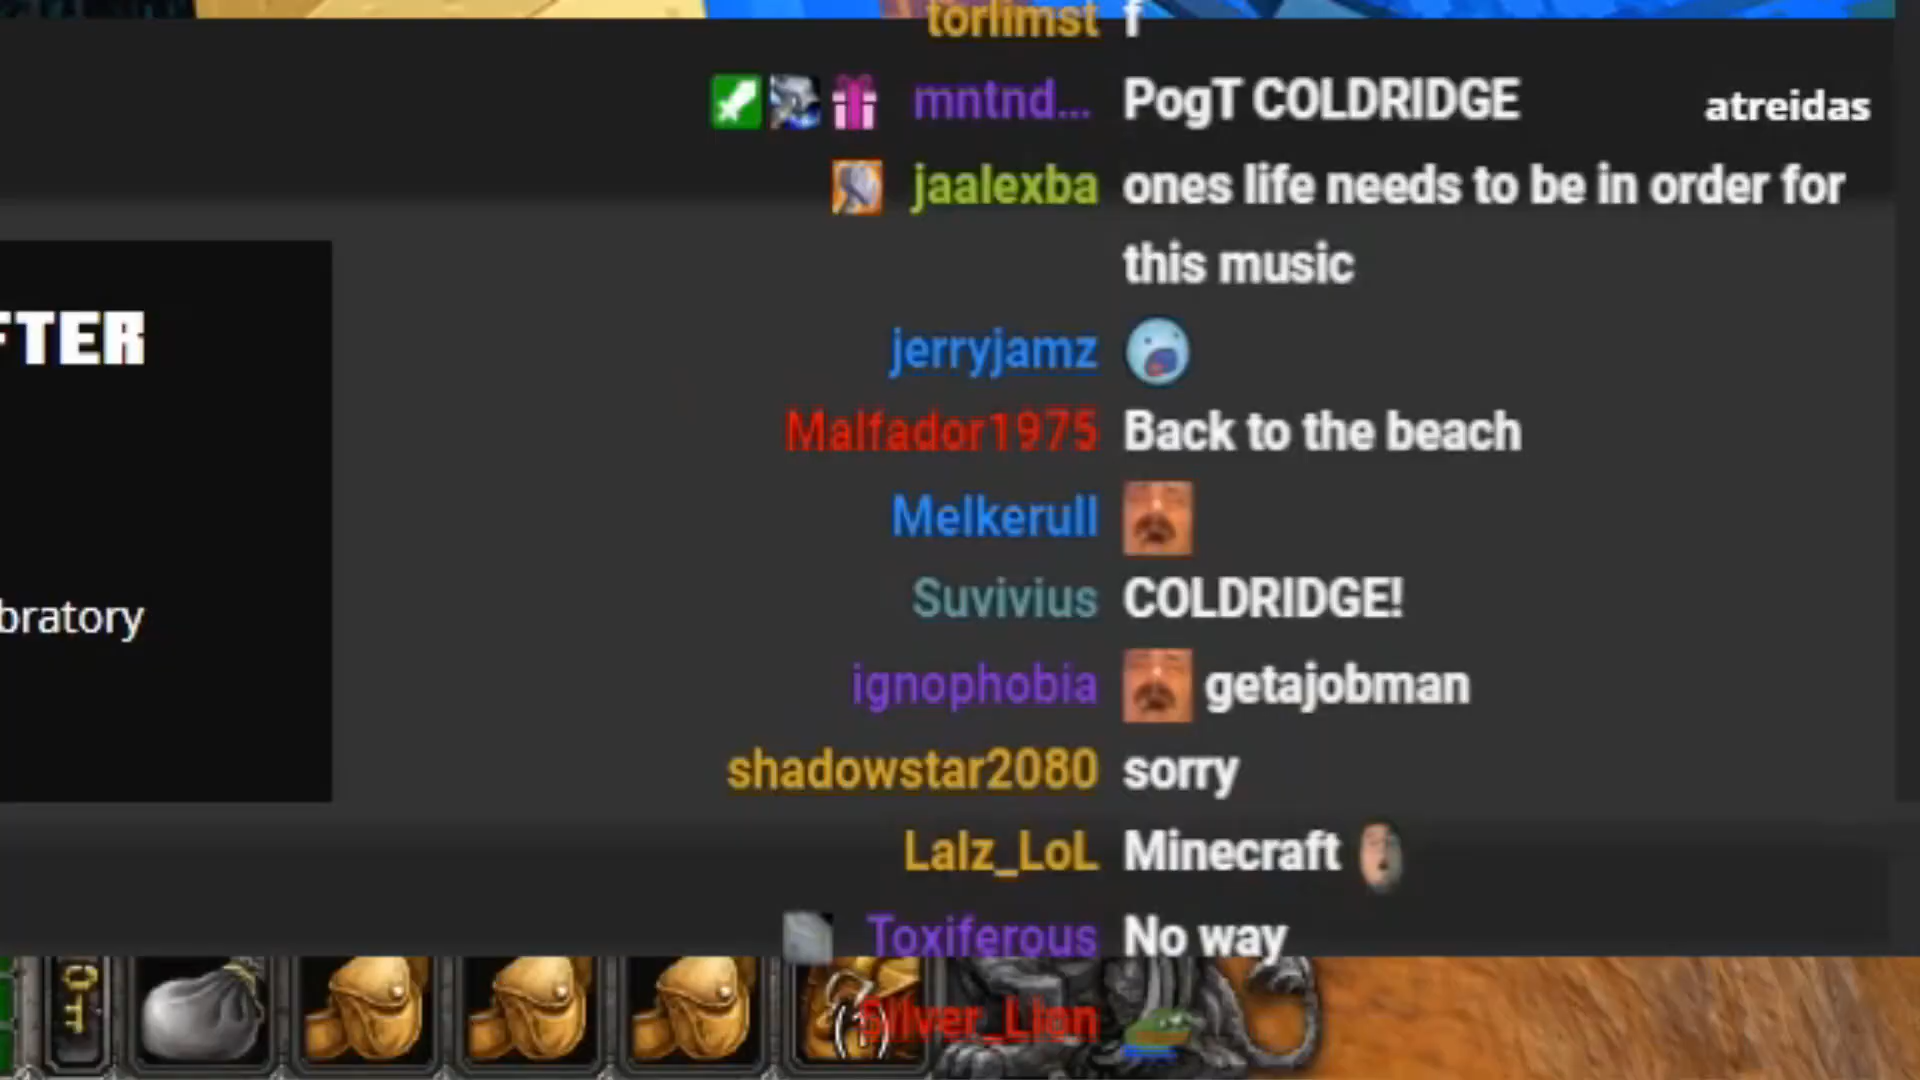 torlimst f
mntnd... PogT COLDRIDGE
atreidas
jaalexba ones life needs to be in order for
this music
FTER
jerryjamz
Malfador1975 Back to the beach
Melkerull
Suvivius COLDRIDGE!
bratory
ignophobia getajobman
shadowstar2080 sorry
Lalz_LoL Minecraft
Toxiferous No way
Silver_Lion
(1)